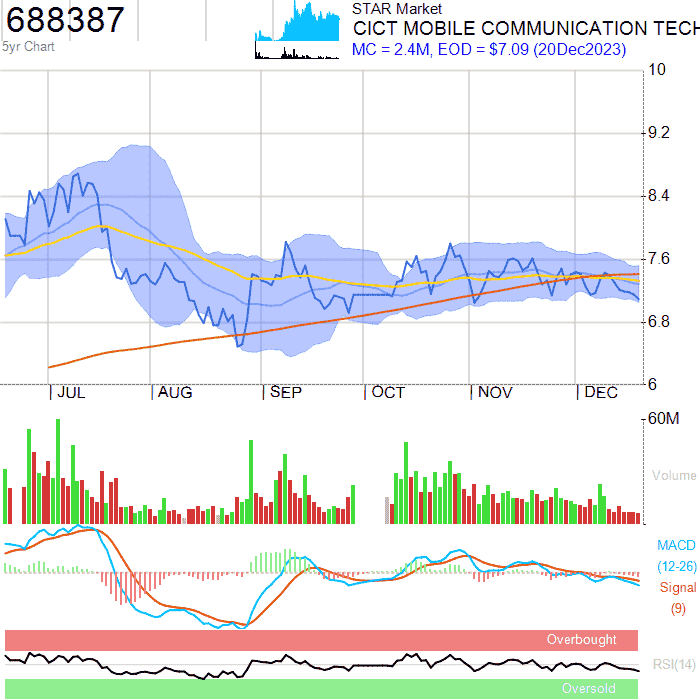 688387
STAR Market
CICT MOBILE COMMUNICATION TECH
5yr Chart
MC = 2.4M, EOD = $7.09 (20Dec2023)
10
9.2
8.4
7.6
6.8
6
JUL
AUG
SEP
OCT
NOV
DEC
60M
Volume
MACD
(12-26)
Signal
(9)
Overbought
RSI(14)
Oversold